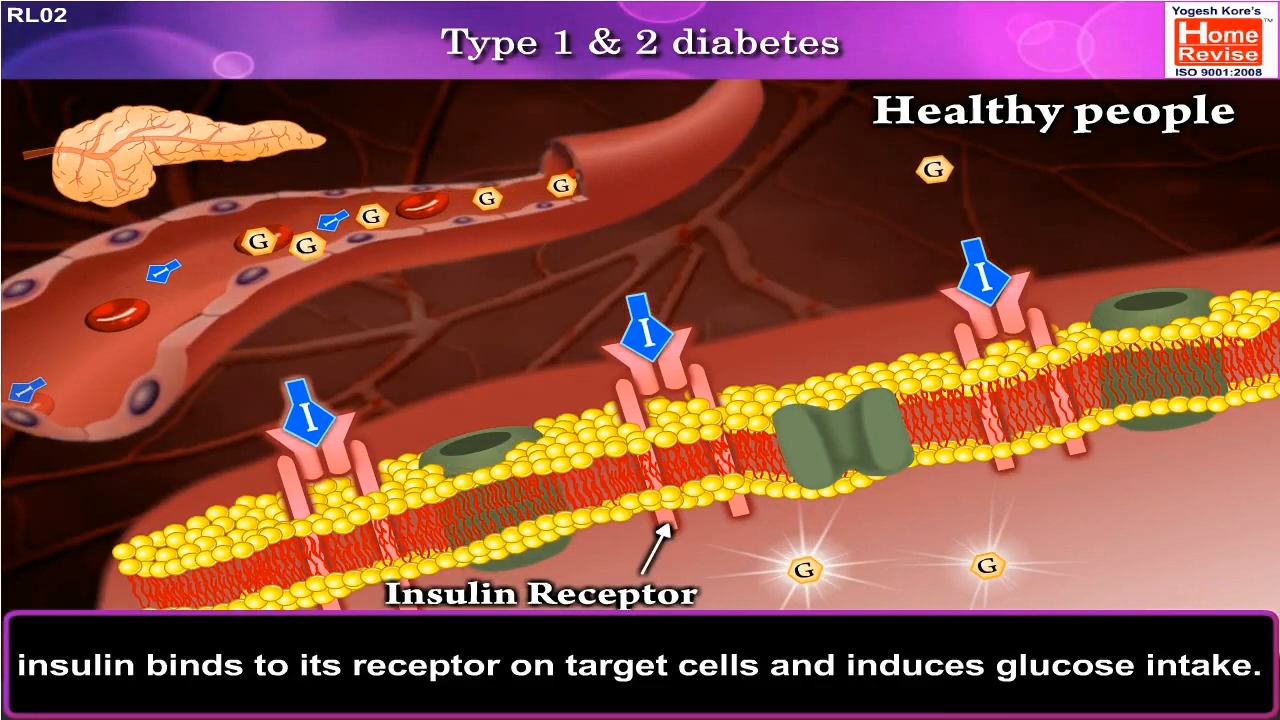 RL02
Type 1 & 2 diabetes
Yogesh Kore's
Home
TM
Revise
ISO 9001:2008
Healthy people
G
G
I
G
G
G
G
I
I
I
I
I
Insulin Receptor
G
G
insulin binds to its receptor on target cells and induces glucose intake.